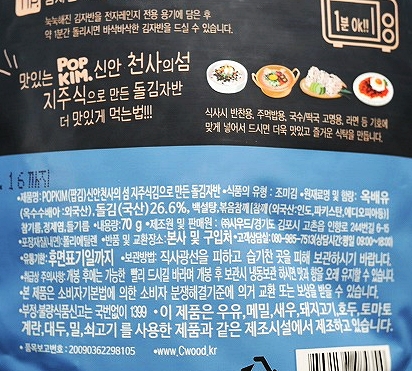 눅눅해진 김자반을 전자레인지 전용 용기에 담은 후
약 1분간 돌리시면 바삭바삭한 김자반을 드실 수 있습니다.
1분 Ok!!
맛있는 POP KIM. 신안 천사의섬
지주식으로 만든 돌김자반
더 맛있게 먹는법!!!
식사시 반찬용, 주먹밥용, 국수/떡국 고명용, 라면 등 기호에
맞게 넣어서 드시면 더욱 맛있고 즐거운 식탁을 만듭니다.
16까지
•제품명: POPKIM(팝김)신안천사의 섬 지주식김으로 만든 돌김자반 •식품의 유형 : 조미김 •원재료명 및 함량: 옥배유
(옥수수배아 :외국산), 돌김(국산)26.6%, 백설탕, 볶음참깨(참깨(외국산:인도,파키스탄,에디오피아등)
참기름, 정제염, 들기름 •내용량:70 g •제조원 및 판매원: ㈜씨우드/경기도 김포시 고촌읍 인향로 244번길 6-15
•포장재질(내면):폴리에틸렌 •반품 및 교환장소:본사 및 구입처 •고객상담실:080-985-7513(상담시간:평일 08:00~18:00)
•유통기한:후면표기일까지 •보관방법: 직사광선을 피하고 습기찬 곳을 피해 보관하시기 바랍니다.
•취급상 주의사항: 개봉 후에는 가능한 빨리 드시길 바라며 개봉 후 보관시 냉동보관 하시면 맛과 향을 오래 유지할 수 있습니다.
•본 제품은 소비자기본법에 의한 소비자 분쟁해결기준에 의거 교환 또는 보상을 받을 수 있습니다.
•부정·불량식품신고는 국번없이 1399 •이 제품은 우유, 메밀, 새우, 돼지고기, 호두, 토마토
계란, 대두, 밀, 쇠고기 를 사용한 제품과 같은 제조시설에서 제조하고 있습니다.
•품목보고번호: 20090362298105 •www.Cwood.kr